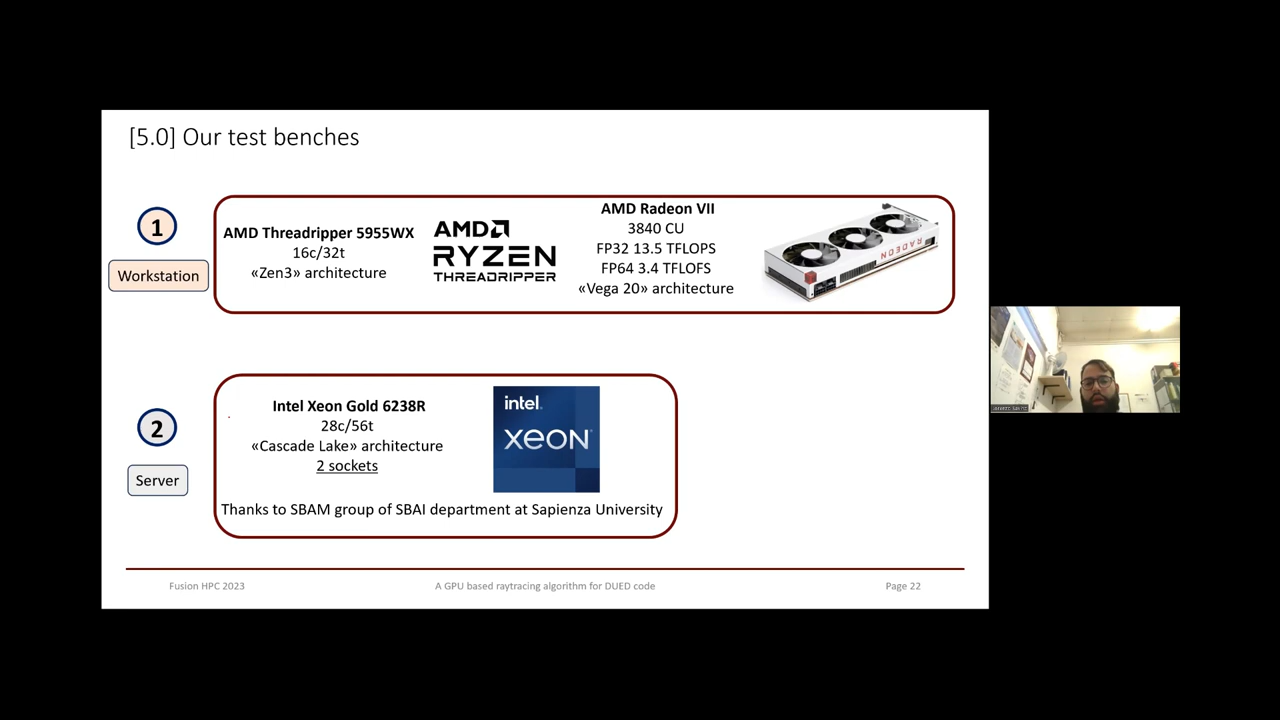 [5.0] Our test benches
1
Workstation
AMD Threadripper 5955WX
16c/32t
«Zen3» architecture
AMD
RYZEN
THREADRIPPER
AMD Radeon VII
3840 CU
FP32 13.5 TFLOPS
FP64 3.4 TFLOFS
«Vega 20» architecture
RADEON
2
Server
Intel Xeon Gold 6238R
28c/56t
«Cascade Lake» architecture
2 sockets
intel.
xeon
Thanks to SBAM group of SBAI department at Sapienza University
Fusion HPC 2023
A GPU based raytracing algorithm for DUED code
Page 22